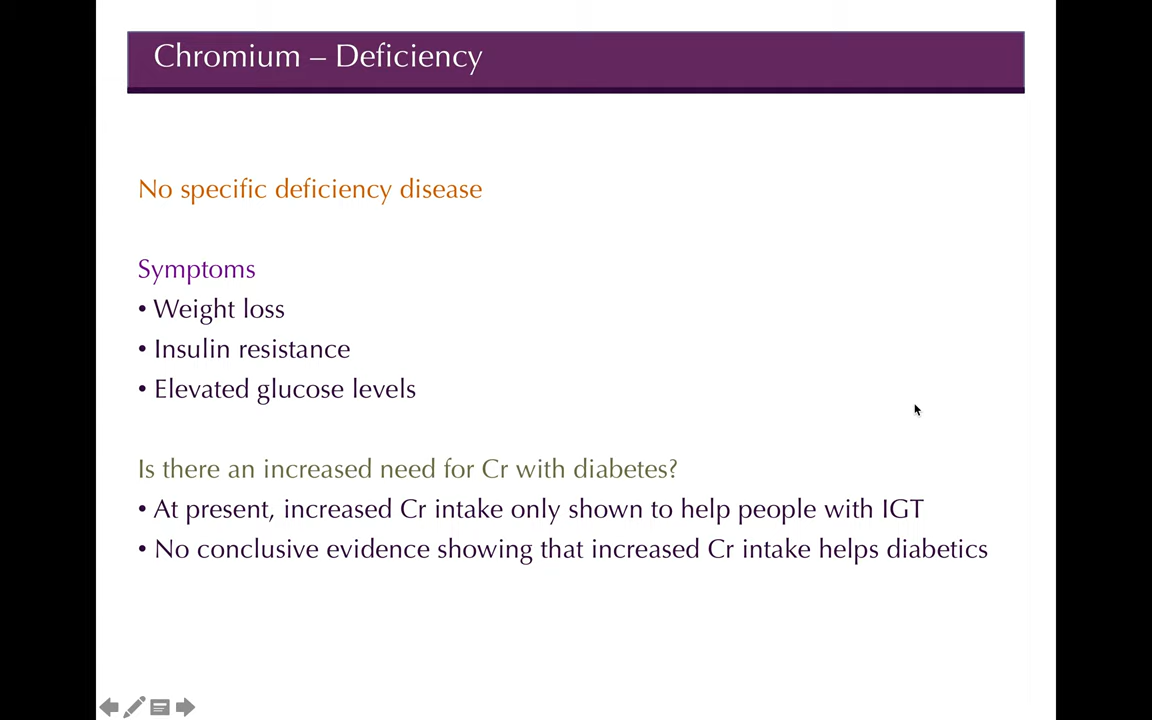 Chromium – Deficiency
No specific deficiency disease
Symptoms
• Weight loss
• Insulin resistance
• Elevated glucose levels
Is there an increased need for Cr with diabetes?
• At present, increased Cr intake only shown to help people with IGT
• No conclusive evidence showing that increased Cr intake helps diabetics